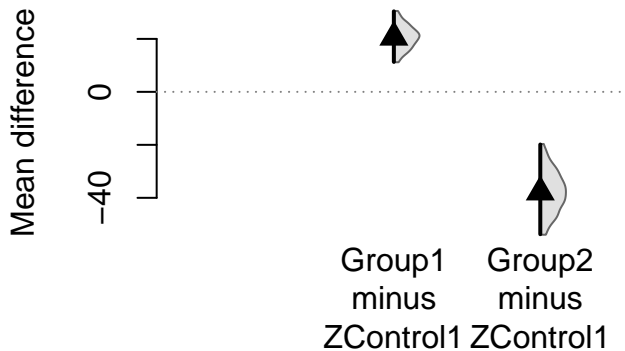 Mean difference
0
−40
Group1 Group2
minus minus
ZControl1 ZControl1